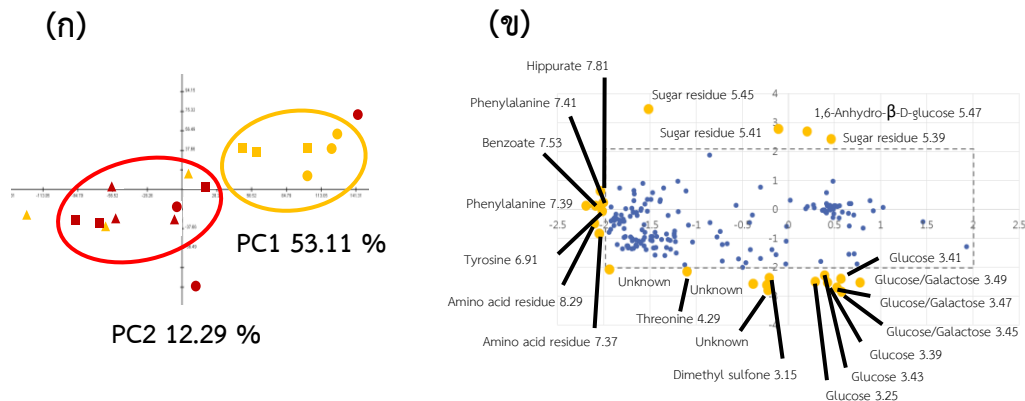 (ก)
(ข)
Hippurate 7.81
Phenylalanine 7.41
Benzoate 7.53
Phenylalanine 7.39
Tyrosine 6.91
Amino acid residue 8.29
Amino acid residue 7.37
Sugar residue 5.45
Sugar residue 5.41
1,6-Anhydro-β-D-glucose 5.47
Sugar residue 5.39
PC1 53.11 %
PC2 12.29 %
Unknown
Unknown
Threonine 4.29
Unknown
Dimethyl sulfone 3.15
Glucose 3.41
Glucose/Galactose 3.49
Glucose/Galactose 3.47
Glucose/Galactose 3.45
Glucose 3.39
Glucose 3.43
Glucose 3.25
4
3
2
1
0
-1
-2
-2.5
-2
-1.5
-1
-0.5
0
0.5
1
1.5
2
2.5